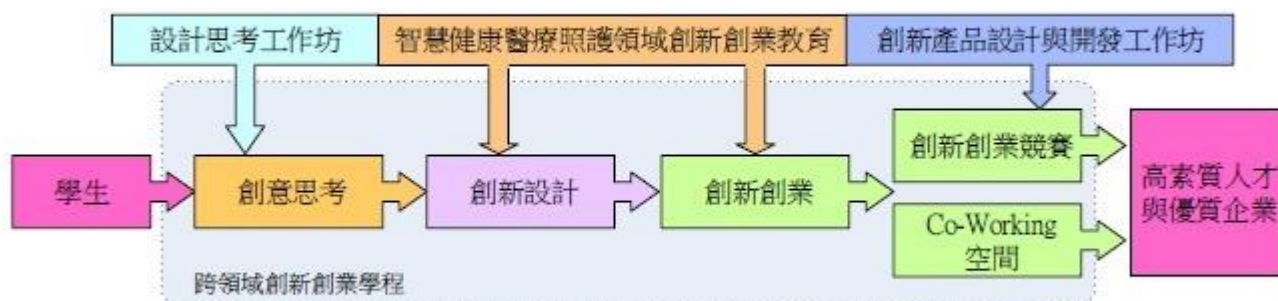 設計思考工作坊
智慧健康醫療照護領域創新創業教育
創新產品設計與開發工作坊
學生
創意思考
創新設計
創新創業
創新創業競賽
Co-Working
空間
高素質人才
與優質企業
跨領域創新創業學程